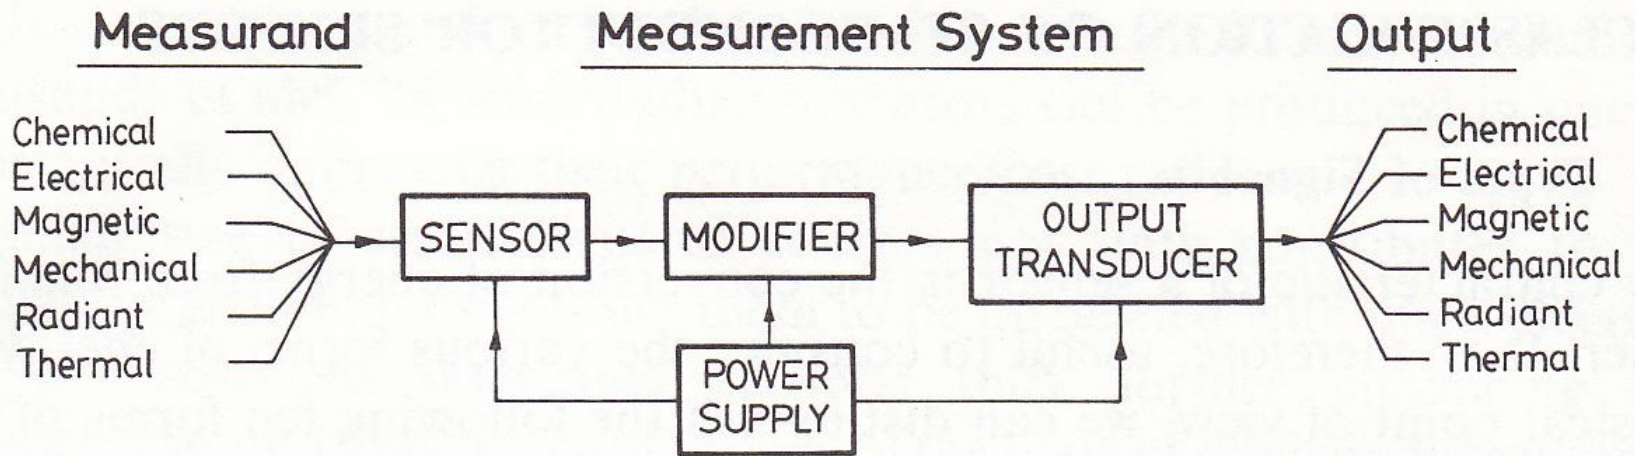 Measurand
Measurement System
Output
Chemical
Electrical
Magnetic
Mechanical
Radiant
Thermal
SENSOR
MODIFIER
OUTPUT
TRANSDUCER
POWER
SUPPLY
Chemical
Electrical
Magnetic
Mechanical
Radiant
Thermal